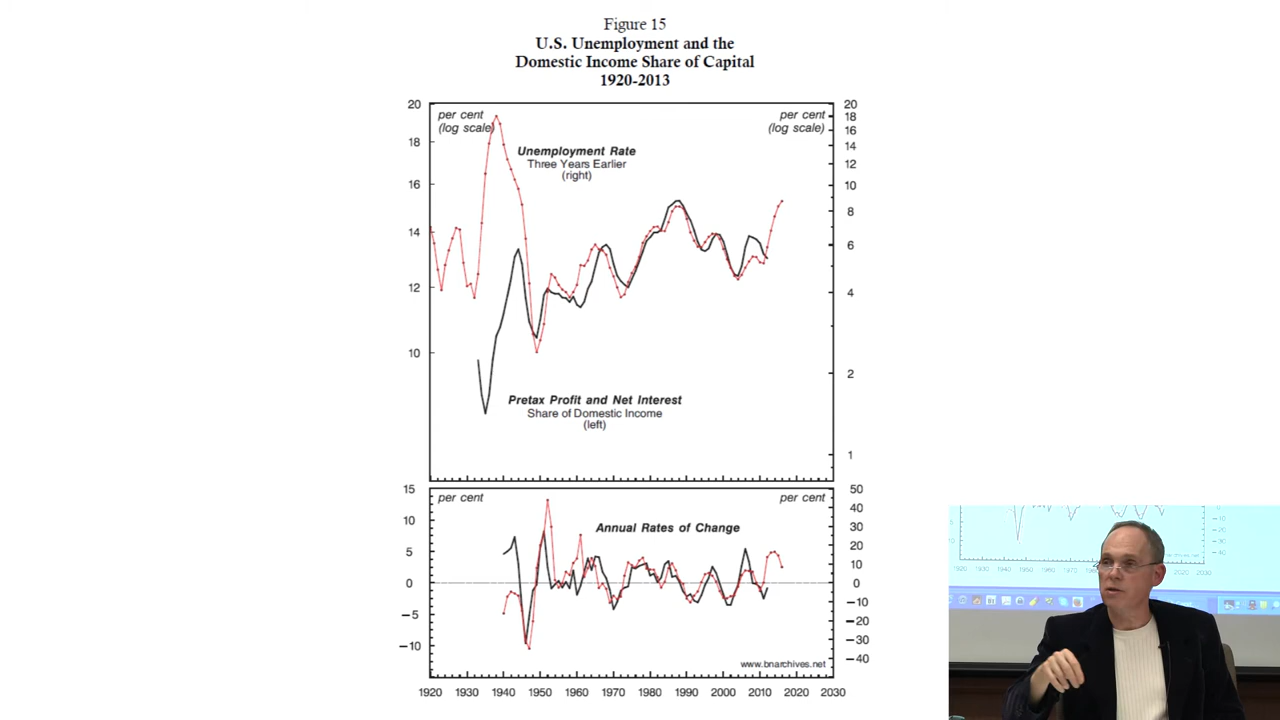 Figure 15
U.S. Unemployment and the
Domestic Income Share of Capital
1920-2013
20
18
16
14
12
10
per cent
(log scale)
Unemployment Rate
Three Years Earlier
(right)
per cent
(log scale)
20
18
16
14
12
10
8
6
4
2
1
Pretax Profit and Net Interest
Share of Domestic Income
(left)
15
10
5
0
−5
−10
per cent
Annual Rates of Change
per cent
50
40
30
20
10
0
−10
−20
−30
−40
www.bnarchives.net
1920 1930 1940 1950 1960 1970 1980 1990 2000 2010 2020 2030